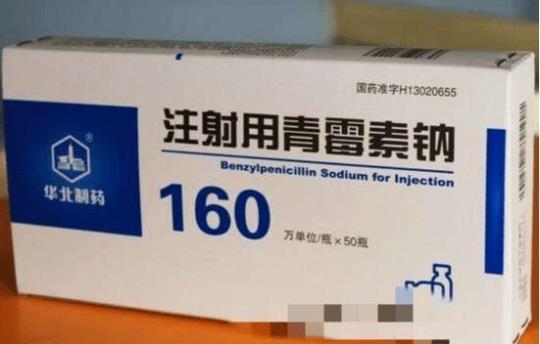 国药准字H13020655
注射用青霉素钠
Benzylpenicillin Sodium for Injection
®
华北制药
160
万单位/瓶×50瓶